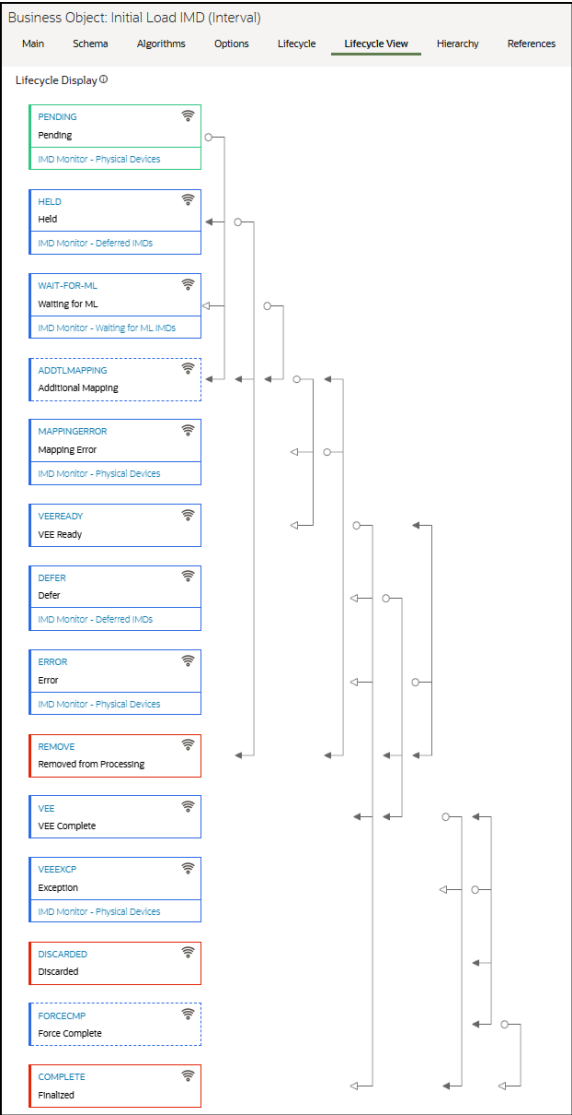 Business Object: Initial Load IMD (Interval)
Main Schema Algorithms Options Lifecycle Lifecycle View Hierarchy References
Lifecycle Display
PENDING
Pending
IMD Monitor - Physical Devices
HELD
Held
IMD Monitor - Deferred IMDs
WAIT-FOR-ML
Waiting for ML
IMD Monitor - Waiting for ML IMDs
ADDTLMAPPING
Additional Mapping
MAPPINGERROR
Mapping Error
IMD Monitor - Physical Devices
VEEREADY
VEE Ready
DEFER
Defer
IMD Monitor - Deferred IMDs
ERROR
Error
IMD Monitor - Physical Devices
REMOVE
Removed from Processing
VEE
VEE Complete
VEEEXCP
Exception
IMD Monitor - Physical Devices
DISCARDED
Discarded
FORCECMP
Force Complete
COMPLETE
Finalized